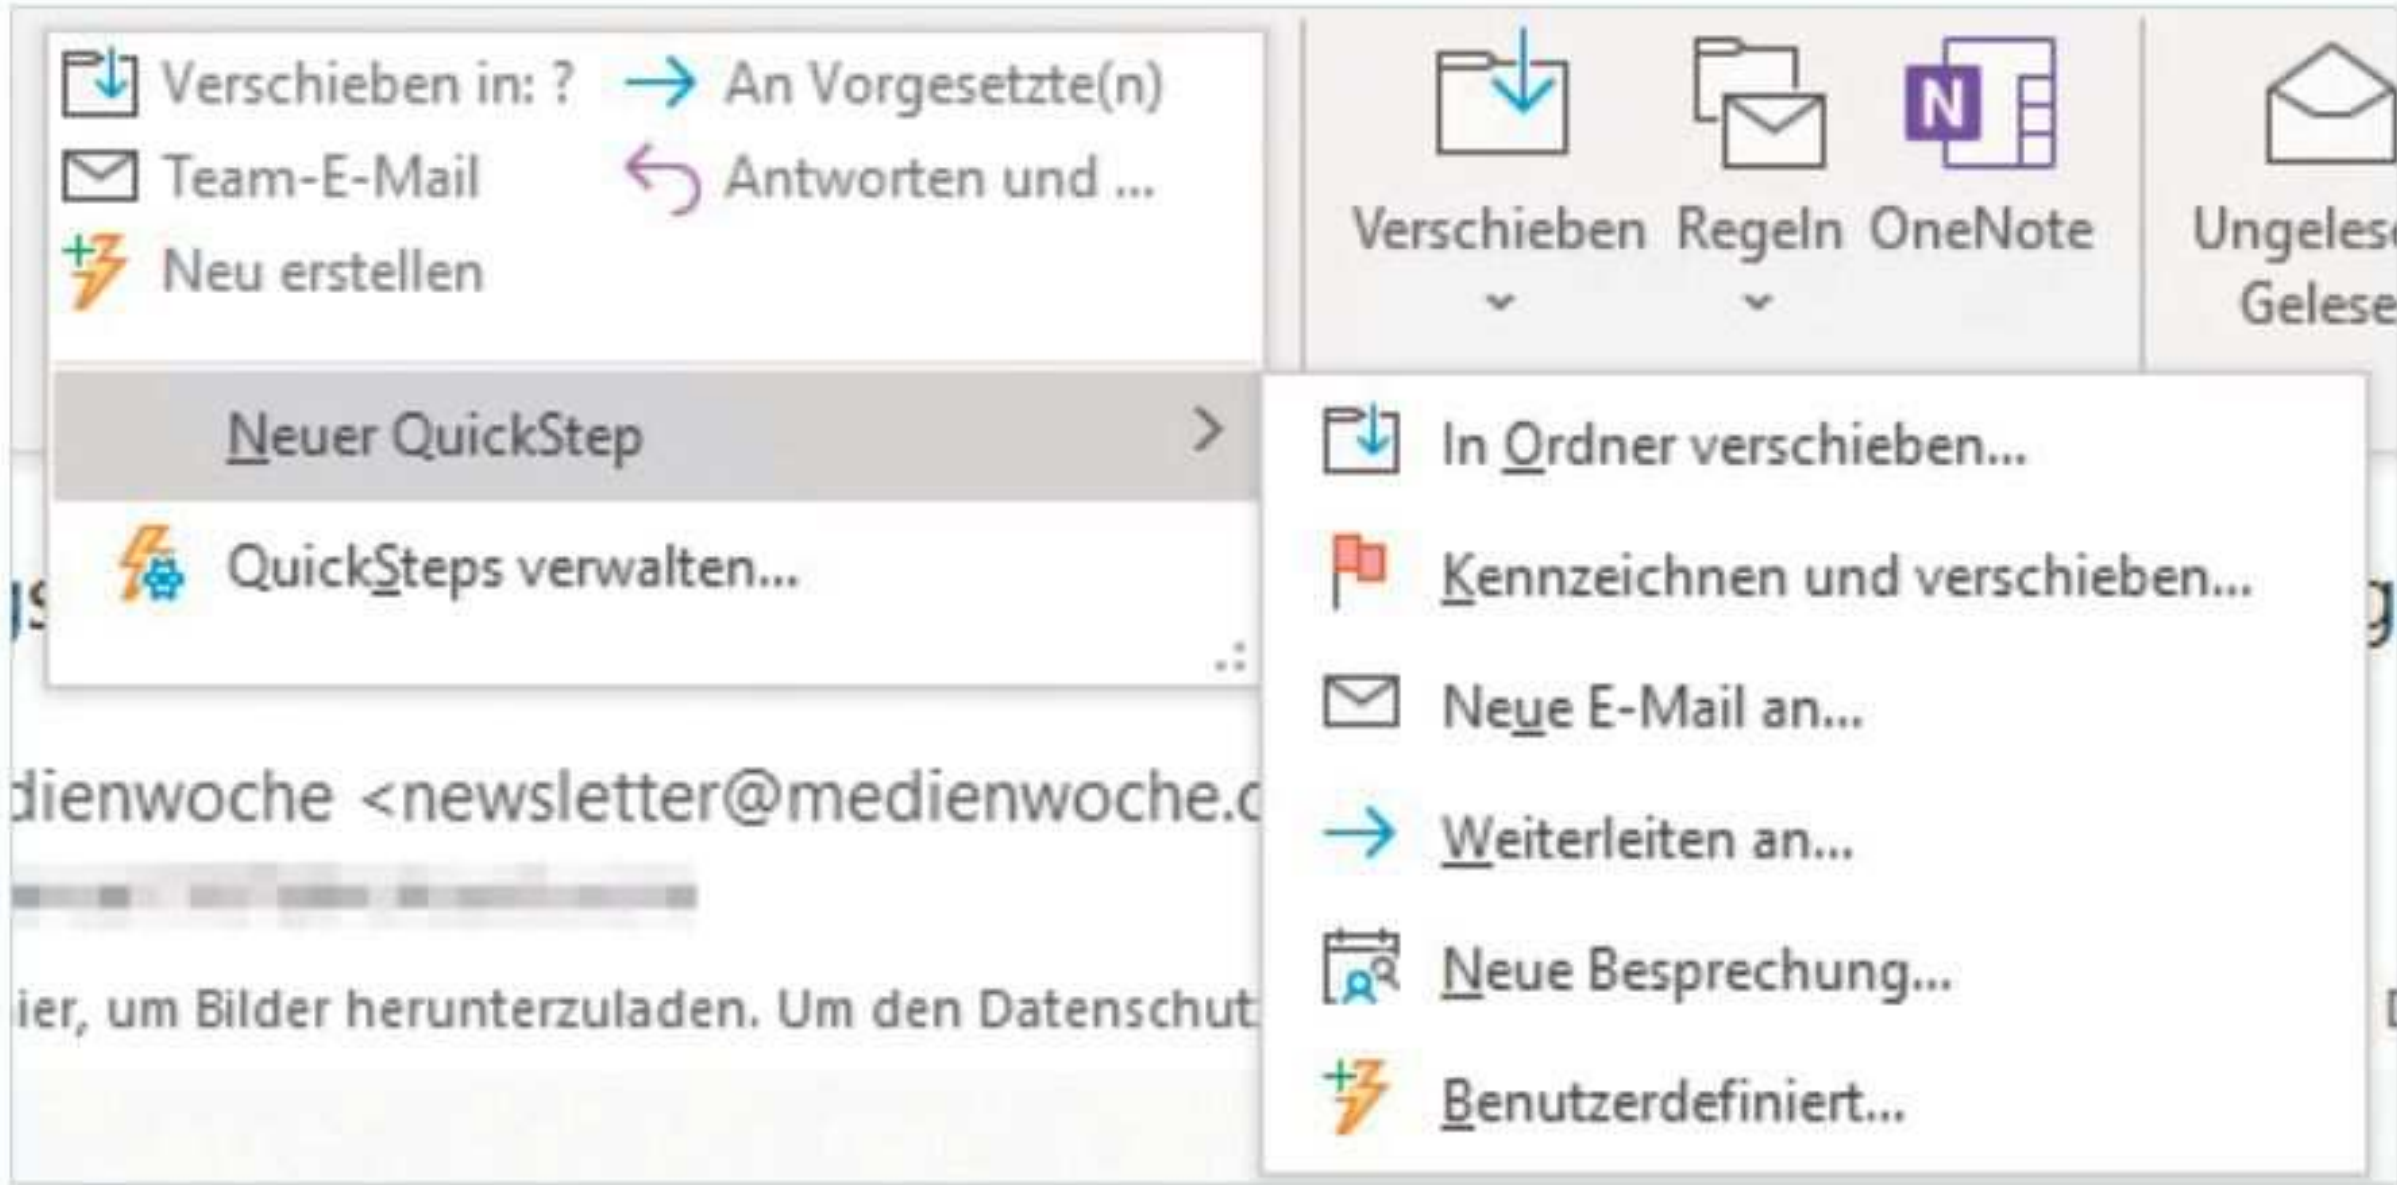 Verschieben in: ? An Vorgesetzte(n)
Team-E-Mail Antworten und ...
Neu erstellen
Neuer QuickStep
QuickSteps verwalten...
Verschieben Regeln OneNote
N
In Ordner verschieben...
Kennzeichnen und verschieben...
Neue E-Mail an...
Weiterleiten an...
Neue Besprechung...
Benutzerdefiniert...
dienwoche <newsletter@medienwoche.c
ier, um Bilder herunterzuladen. Um den Datenschut